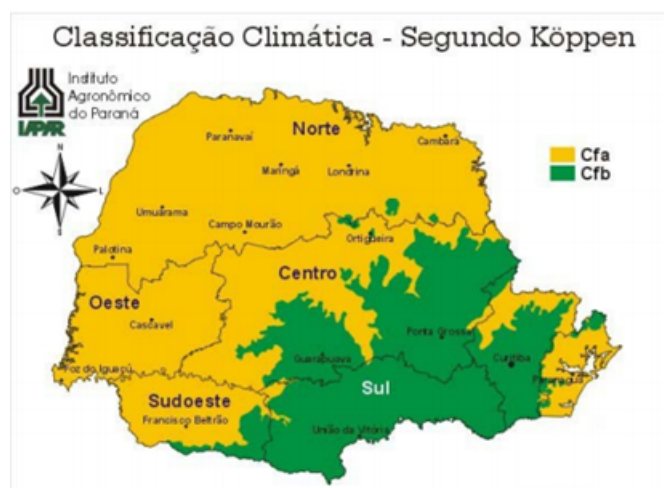 Classificação Climática - Segundo Köppen
Instituto
Agronômico
do Paraná
IAPAR
N
O
L
S
Cfa
Cfb
Norte
Paranavaí
Cambará
Maringá
Londrina
Umuarama
Campo Mourão
Ortigueira
Palotina
Centro
Oeste
Cascavel
Ponta Grossa
Guarapuava
Curitiba
Foz do Iguaçú
Paranaguá
Sudoeste
Sul
Francisco Beltrão
União da Vitória